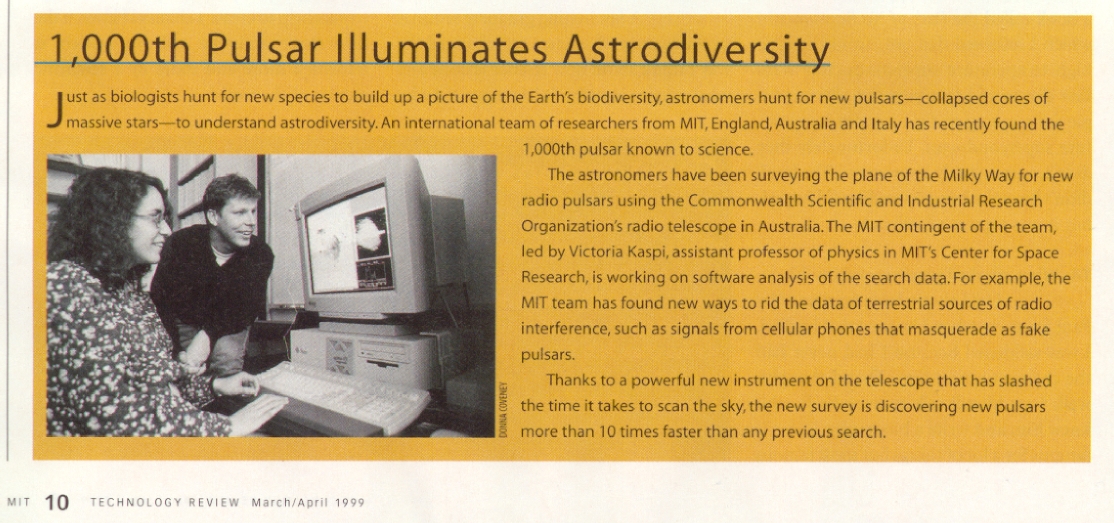 1,000th Pulsar Illuminates Astrodiversity
Just as biologists hunt for new species to build up a picture of the Earth's biodiversity, astronomers hunt for new pulsars—collapsed cores of
massive stars—to understand astrodiversity. An international team of researchers from MIT, England, Australia and Italy has recently found the
1,000th pulsar known to science.
The astronomers have been surveying the plane of the Milky Way for new
radio pulsars using the Commonwealth Scientific and Industrial Research
Organization's radio telescope in Australia. The MIT contingent of the team,
led by Victoria Kaspi, assistant professor of physics in MIT's Center for Space
Research, is working on software analysis of the search data. For example, the
MIT team has found new ways to rid the data of terrestrial sources of radio
interference, such as signals from cellular phones that masquerade as fake
pulsars.
Thanks to a powerful new instrument on the telescope that has slashed
the time it takes to scan the sky, the new survey is discovering new pulsars
more than 10 times faster than any previous search.
DONNA COVENEY
MIT 10 TECHNOLOGY REVIEW March/April 1999